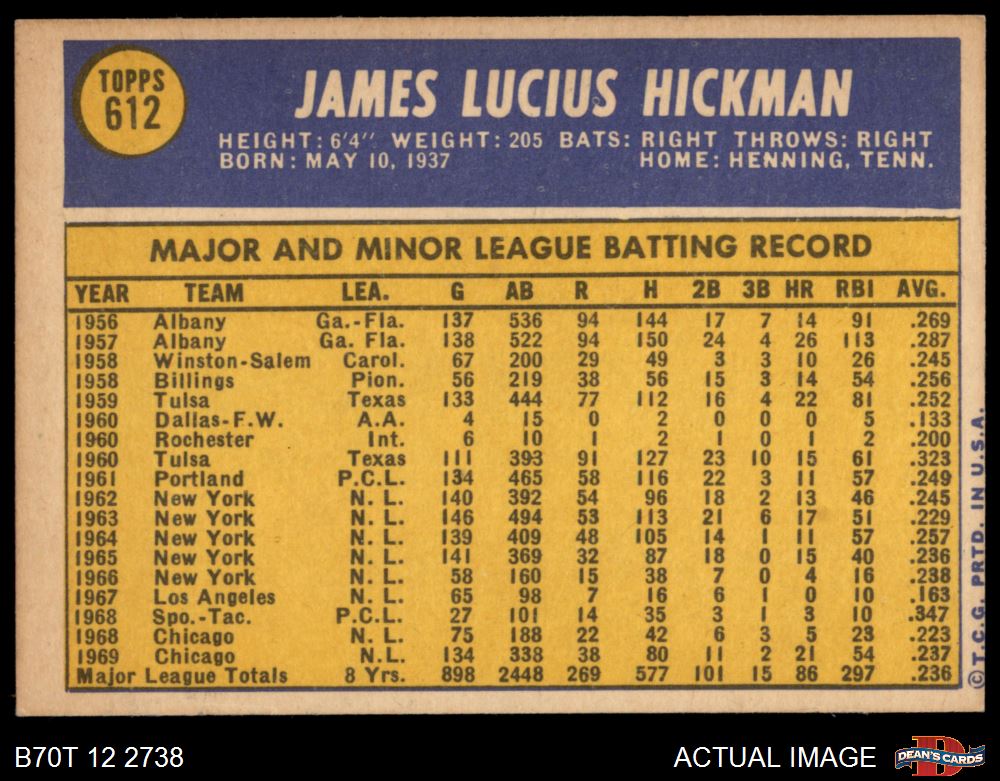 TOPPS
612
JAMES LUCIUS HICKMAN
HEIGHT: 6'4'' WEIGHT: 205 BATS: RIGHT THROWS: RIGHT
BORN: MAY 10, 1937 HOME: HENNING, TENN.
MAJOR AND MINOR LEAGUE BATTING RECORD
YEAR TEAM LEA. G AB R H 2B 3B HR RBI AVG.
1956 Albany Ga.-Fla. 137 536 94 144 17 7 14 91 .269
1957 Albany Ga. Fla. 138 522 94 150 24 4 26 113 .287
1958 Winston-Salem Carol. 67 200 29 49 3 3 10 26 .245
1958 Billings Pion. 56 219 38 56 15 3 14 54 .256
1959 Tulsa Texas 133 444 77 112 16 4 22 81 .252
1960 Dallas-F.W. A.A. 4 15 0 2 0 0 0 5 .133
1960 Rochester Int. 6 10 1 2 1 0 1 2 .200
1960 Tulsa Texas 111 393 91 127 23 10 15 61 .323
1961 Portland P.C.L. 134 465 58 116 22 3 11 57 .249
1962 New York N. L. 140 392 54 96 18 2 13 46 .245
1963 New York N. L. 146 494 53 113 21 6 17 51 .229
1964 New York N. L. 139 409 48 105 14 1 11 57 .257
1965 New York N. L. 141 369 32 87 18 0 15 40 .236
1966 New York N. L. 58 160 15 38 7 0 4 16 .238
1967 Los Angeles N. L. 65 98 7 16 6 1 0 10 .163
1968 Spo.-Tac. P.C.L. 27 101 14 35 3 1 3 10 .347
1968 Chicago N. L. 75 188 22 42 6 3 5 23 .223
1969 Chicago N.L. 134 338 38 80 11 2 21 54 .237
Major League Totals 8 Yrs. 898 2448 269 577 101 15 86 297 .236
©T.C.G. PRTD. IN U.S.A.
B70T 12 2738 ACTUAL IMAGE
DEAN'S CARDS